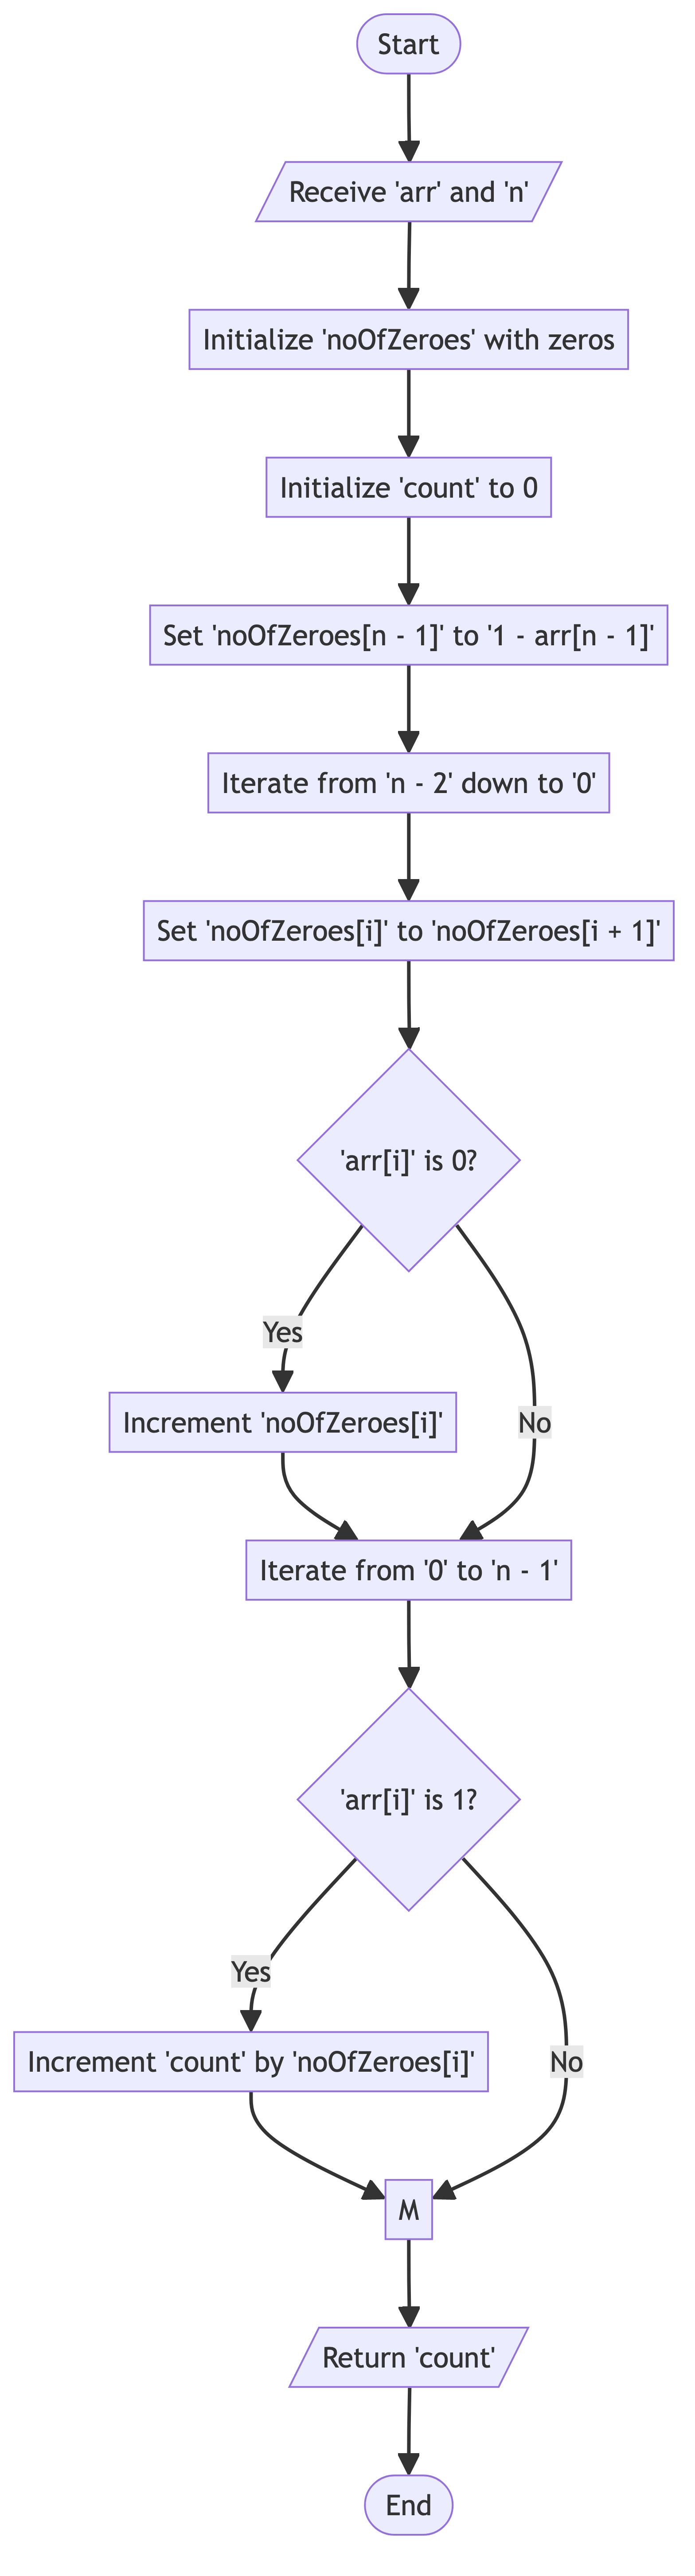 Start
Receive 'arr' and 'n'
Initialize 'noOfZeroes' with zeros
Initialize 'count' to 0
Set 'noOfZeroes[n - 1]' to '1 - arr[n - 1]'
Iterate from 'n - 2' down to '0'
Set 'noOfZeroes[i]' to 'noOfZeroes[i + 1]'
'arr[i]' is 0?
Yes
Increment 'noOfZeroes[i]'
No
Iterate from '0' to 'n - 1'
'arr[i]' is 1?
Yes
Increment 'count' by 'noOfZeroes[i]'
No
M
Return 'count'
End